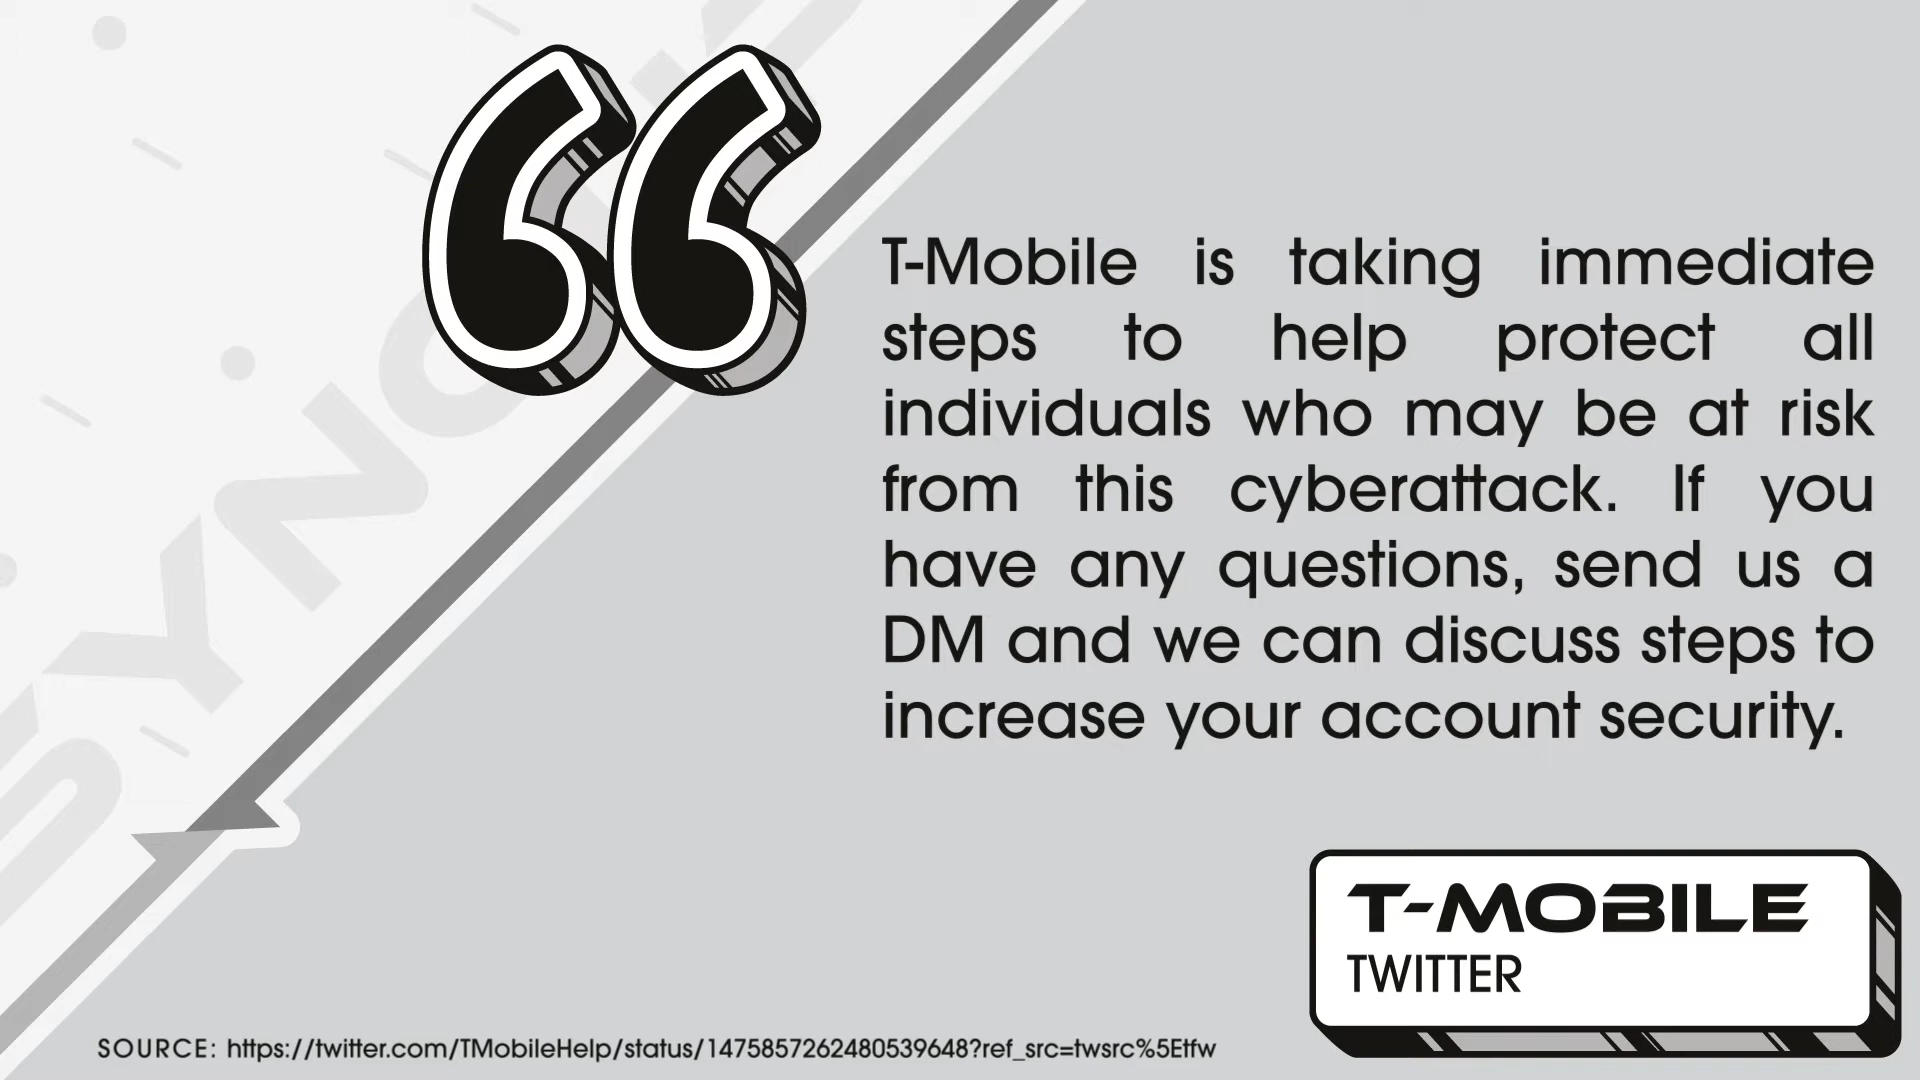 T-Mobile is taking immediate
steps to help protect all
individuals who may be at risk
from this cyberattack. If you
have any questions, send us a
DM and we can discuss steps to
increase your account security.
T-MOBILE
TWITTER
SOURCE: https://twitter.com/TMobileHelp/status/1475857262480539648?ref_src=twsrc%5Etfw